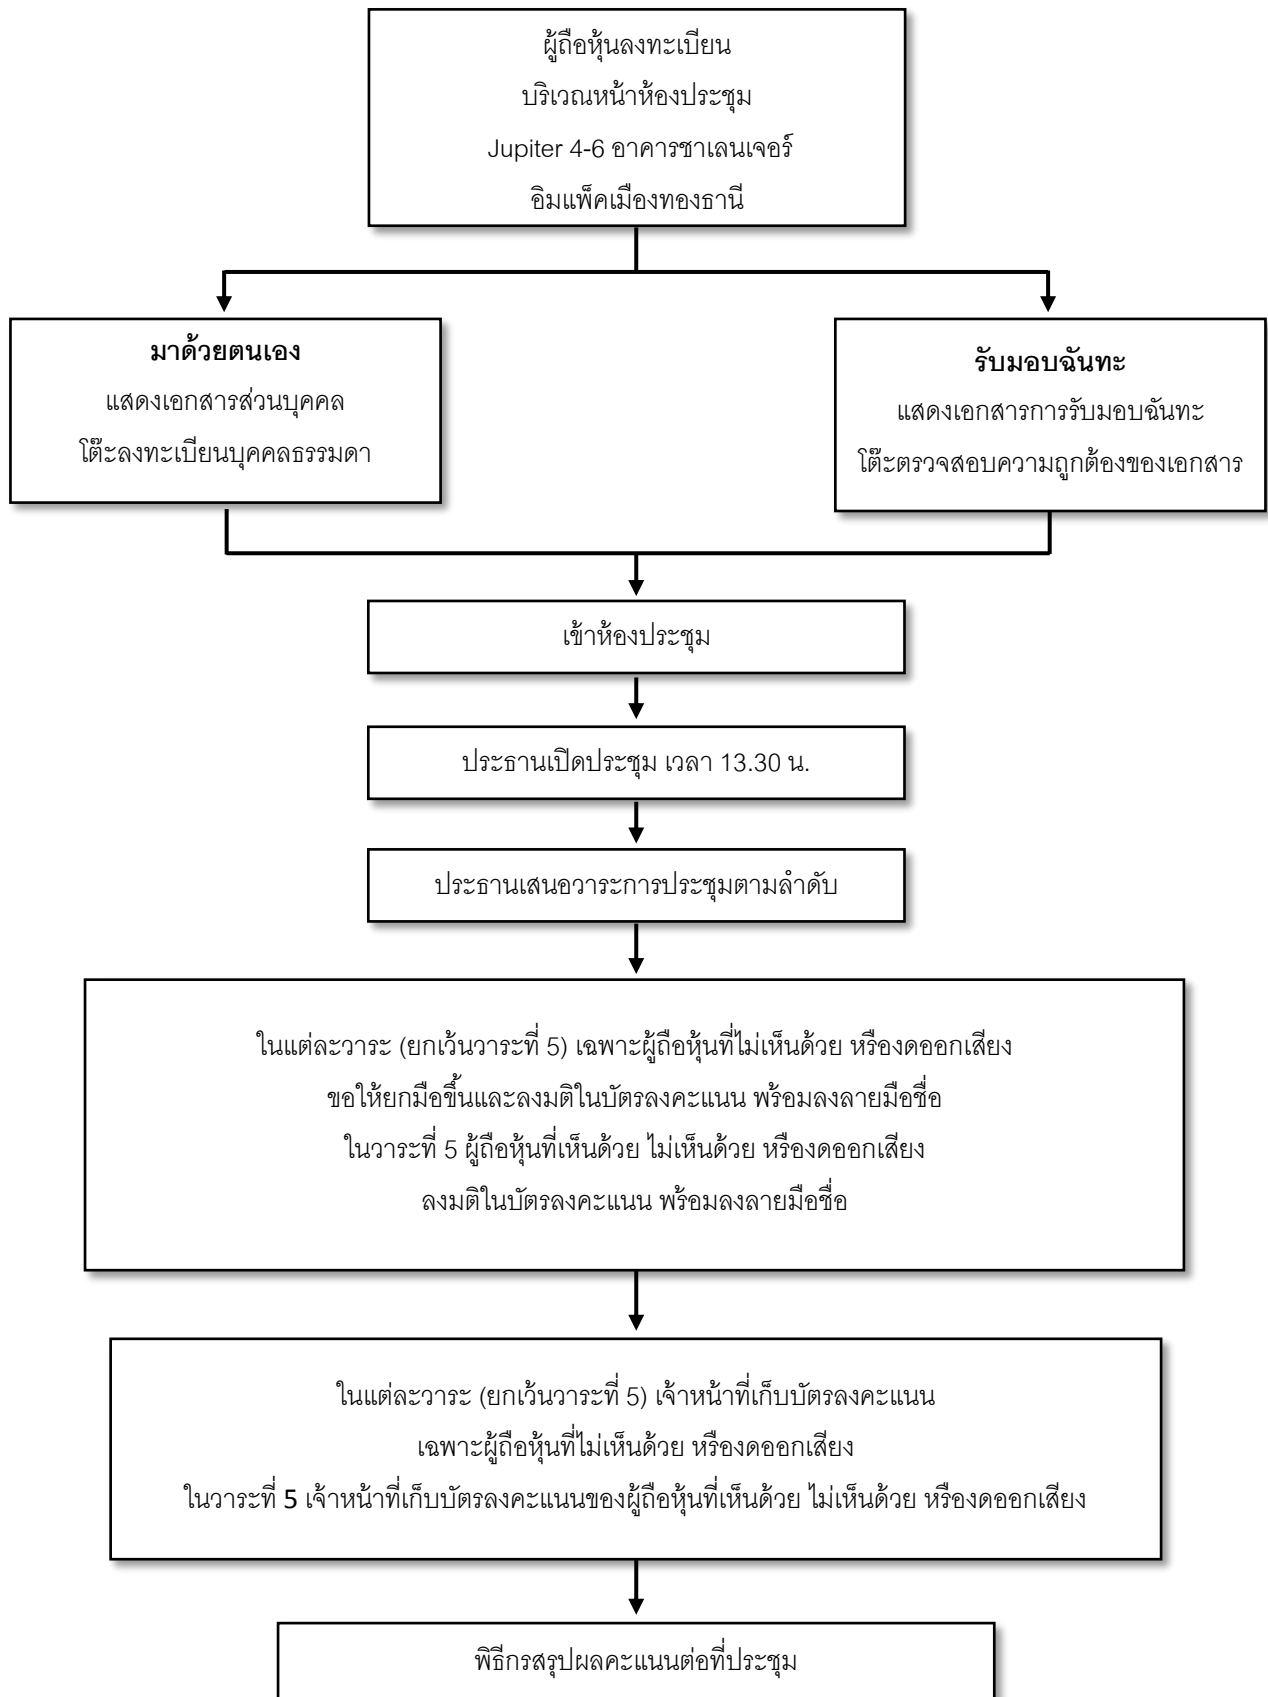 ผู้ถือหุ้นลงทะเบียน
บริเวณหน้าห้องประชุม
Jupiter 4-6 อาคารชาเลนเจอร์
อิมแพ็คเมืองทองธานี
มาด้วยตนเอง
แสดงเอกสารส่วนบุคคล
โต๊ะลงทะเบียนบุคคลธรรมดา
รับมอบฉันทะ
แสดงเอกสารการรับมอบฉันทะ
โต๊ะตรวจสอบความถูกต้องของเอกสาร
เข้าห้องประชุม
ประธานเปิดประชุม เวลา 13.30 น.
ประธานเสนอวาระการประชุมตามลำดับ
ในแต่ละวาระ (ยกเว้นวาระที่ 5) เฉพาะผู้ถือหุ้นที่ไม่เห็นด้วย หรืองดออกเสียง
ขอให้ยกมือขึ้นและลงมติในบัตรลงคะแนน พร้อมลงลายมือชื่อ
ในวาระที่ 5 ผู้ถือหุ้นที่เห็นด้วย ไม่เห็นด้วย หรืองดออกเสียง
ลงมติในบัตรลงคะแนน พร้อมลงลายมือชื่อ
ในแต่ละวาระ (ยกเว้นวาระที่ 5) เจ้าหน้าที่เก็บบัตรลงคะแนน
เฉพาะผู้ถือหุ้นที่ไม่เห็นด้วย หรืองดออกเสียง
ในวาระที่ 5 เจ้าหน้าที่เก็บบัตรลงคะแนนของผู้ถือหุ้นที่เห็นด้วย ไม่เห็นด้วย หรืองดออกเสียง
พิธีกรสรุปผลคะแนนต่อที่ประชุม